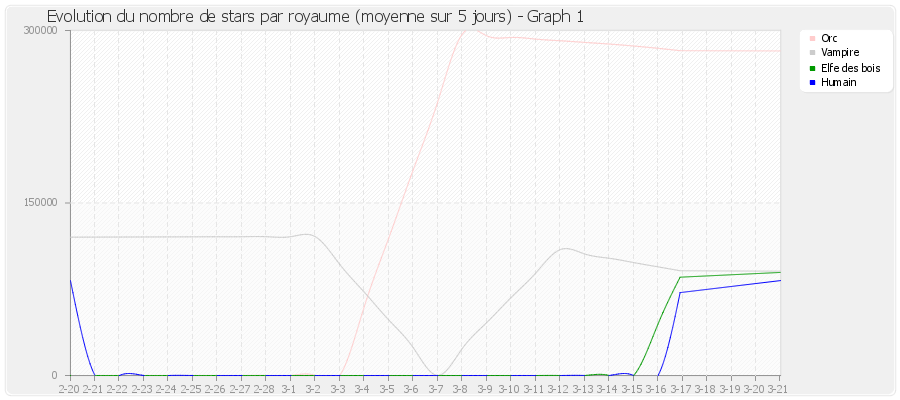 Evolution du nombre de stars par royaume (moyenne sur 5 jours) - Graph 1
300000
150000
0
2-20 2-21 2-22 2-23 2-24 2-25 2-26 2-27 2-28 3-1 3-2 3-3 3-4 3-5 3-6 3-7 3-8 3-9 3-10 3-11 3-12 3-13 3-14 3-15 3-16 3-17 3-18 3-19 3-20 3-21
Orc
Vampire
Elfe des bois
Humain